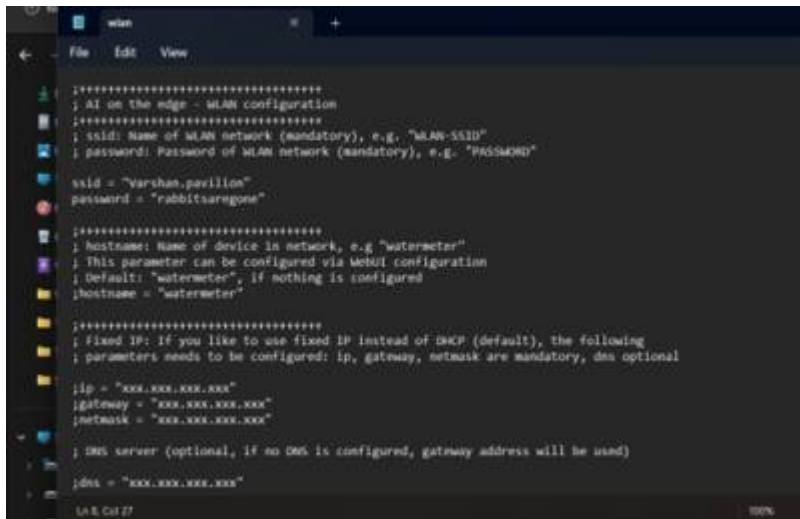 wlan
File Edit View
;++++++++++++++++++++++++++++++++++
; AI on the edge - WLAN configuration
;++++++++++++++++++++++++++++++++++
; ssid: Name of WLAN network (mandatory), e.g. "WLAN-SSID"
; password: Password of WLAN network (mandatory), e.g. "PASSWORD"
ssid = "Varshan.pavilion"
password = "rabbitsaregone"
;++++++++++++++++++++++++++++++++++
; hostname: Name of device in network, e.g "watermeter"
; This parameter can be configured via WebUI configuration
; Default: "watermeter", if nothing is configured
;hostname = "watermeter"
;++++++++++++++++++++++++++++++++++
; Fixed IP: If you like to use fixed IP instead of DHCP (default), the following
; parameters needs to be configured: ip, gateway, netmask are mandatory, dns optional
;ip = "xxx.xxx.xxx.xxx"
;gateway = "xxx.xxx.xxx.xxx"
;netmask = "xxx.xxx.xxx.xxx"
; DNS server (optional, if no DNS is configured, gateway address will be used)
;dns = "xxx.xxx.xxx.xxx"
Ln 8, Col 27 100%